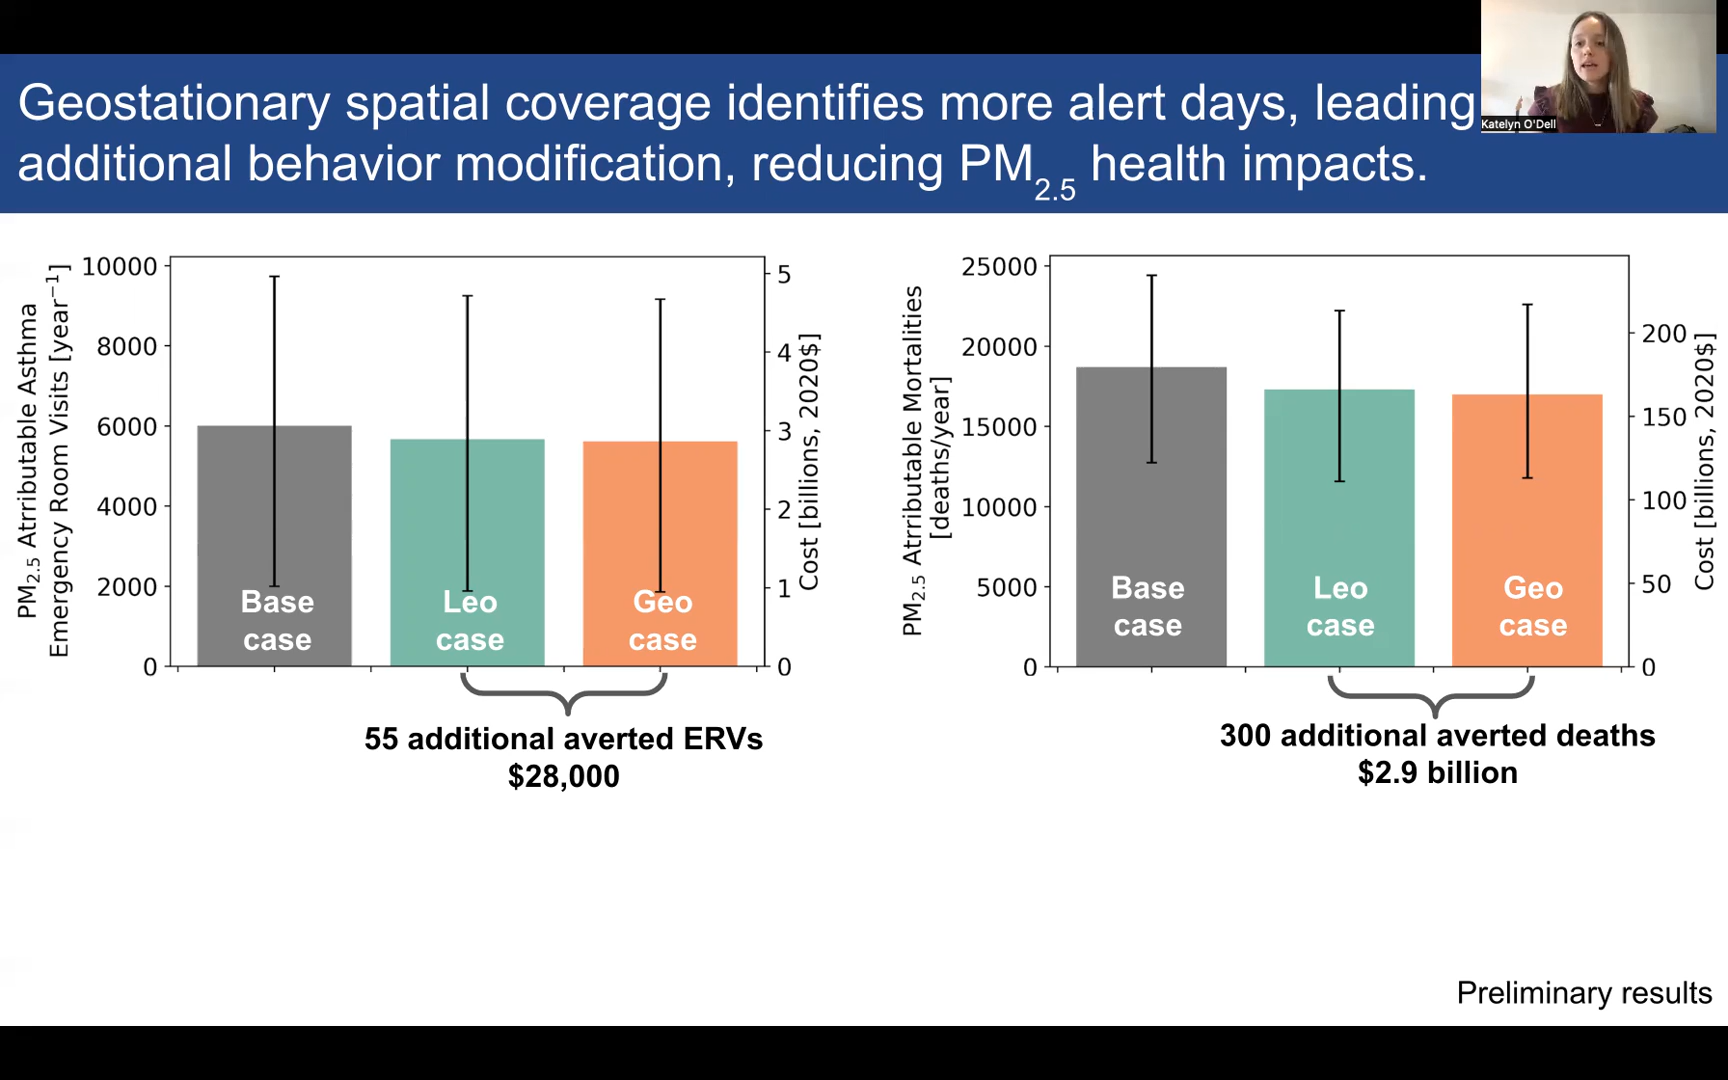 Geostationary spatial coverage identifies more alert days, leading
additional behavior modification, reducing PM2.5 health impacts.
Katelyn O'Dell
PM2.5 Atrributable Asthma
Emergency Room Visits [year−1]
10000
8000
6000
4000
2000
0
Base
case
Leo
case
Geo
case
5
4
3
2
1
0
Cost [billions, 2020$]
55 additional averted ERVs
$28,000
PM2.5 Atrributable Mortalities
[deaths/year]
25000
20000
15000
10000
5000
0
Base
case
Leo
case
Geo
case
200
150
100
50
0
Cost [billions, 2020$]
300 additional averted deaths
$2.9 billion
Preliminary results